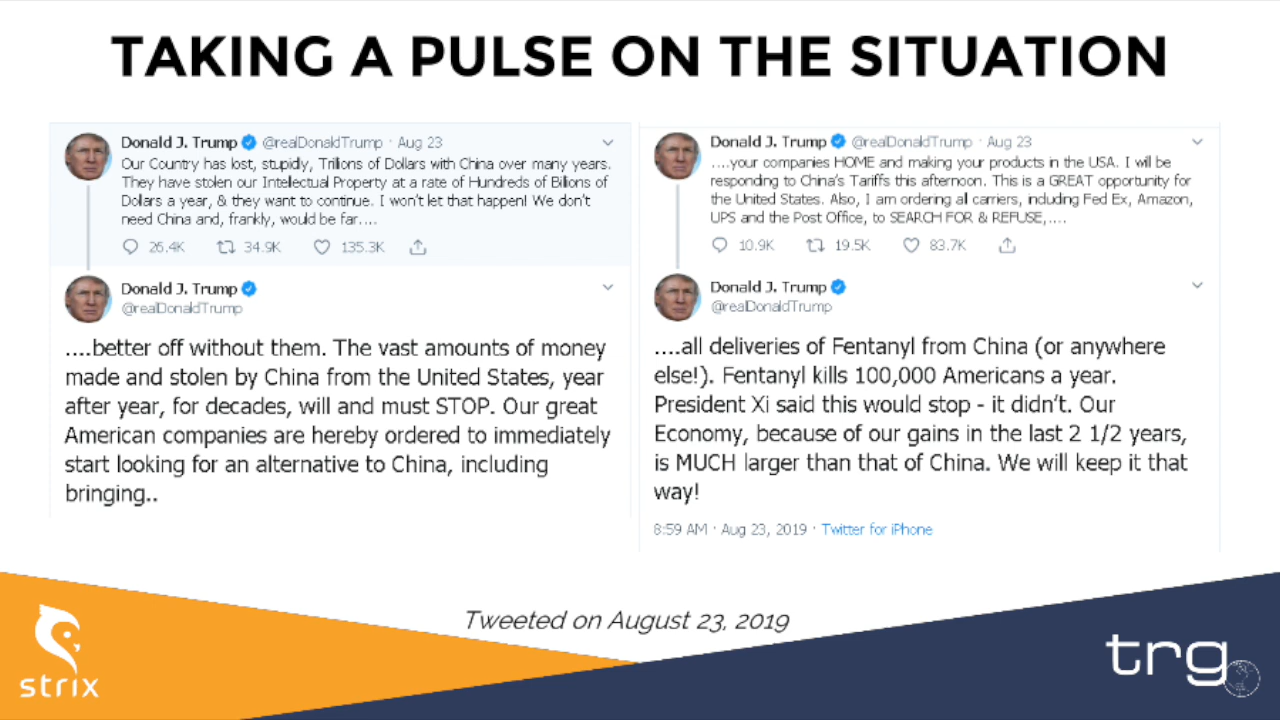 TAKING A PULSE ON THE SITUATION
Donald J. Trump @realDonaldTrump · Aug 23
Our Country has lost, stupidly, Trillions of Dollars with China over many years.
They have stolen our Intellectual Property at a rate of Hundreds of Billions of
Dollars a year, & they want to continue. I won't let that happen! We don't
need China and, frankly, would be far....
26.4K 34.9K 135.3K
Donald J. Trump
@realDonaldTrump
....better off without them. The vast amounts of money
made and stolen by China from the United States, year
after year, for decades, will and must STOP. Our great
American companies are hereby ordered to immediately
start looking for an alternative to China, including
bringing..
Donald J. Trump @realDonaldTrump · Aug 23
....your companies HOME and making your products in the USA. I will be
responding to China's Tariffs this afternoon. This is a GREAT opportunity for
the United States. Also, I am ordering all carriers, including Fed Ex, Amazon,
UPS and the Post Office, to SEARCH FOR & REFUSE,....
10.9K 19.5K 83.7K
Donald J. Trump
@realDonaldTrump
....all deliveries of Fentanyl from China (or anywhere
else!). Fentanyl kills 100,000 Americans a year.
President Xi said this would stop - it didn't. Our
Economy, because of our gains in the last 2 1/2 years,
is MUCH larger than that of China. We will keep it that
way!
8:59 AM · Aug 23, 2019 · Twitter for iPhone
Tweeted on August 23, 2019
strix
trg